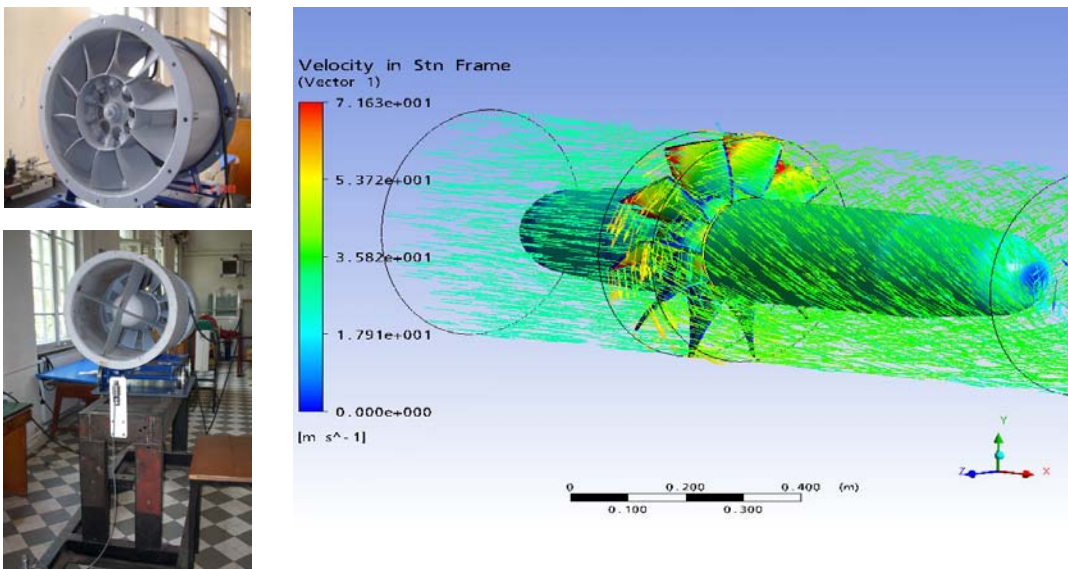 Velocity in Stn Frame
(Vector 1)
7.163e+001
5.372e+001
3.582e+001
1.791e+001
0.000e+000
[m s^-1]
Y
Z
X
0
0.200
0.400
(m)
0.100
0.300